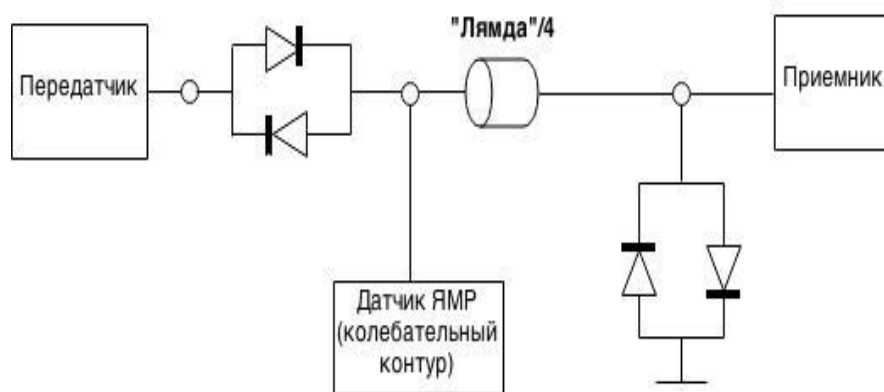 "Лямда"/4
Передатчик
Приемник
Датчик ЯМР
(колебательный
контур)